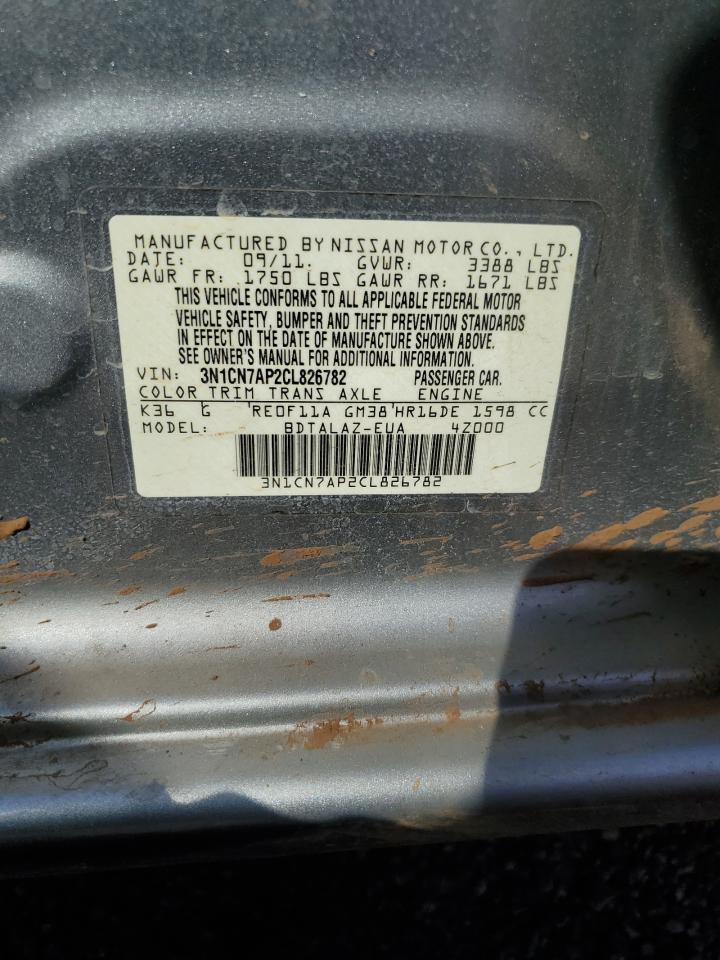 MANUFACTURED BY NISSAN MOTOR CO., LTD.
DATE: 09/11. GVWR: 3388 LBS
GAWR FR: 1750 LBS GAWR RR: 1671 LBS
THIS VEHICLE CONFORMS TO ALL APPLICABLE FEDERAL MOTOR
VEHICLE SAFETY, BUMPER AND THEFT PREVENTION STANDARDS
IN EFFECT ON THE DATE OF MANUFACTURE SHOWN ABOVE.
SEE OWNER'S MANUAL FOR ADDITIONAL INFORMATION.
VIN: 3N1CN7AP2CL826782 PASSENGER CAR.
COLOR TRIM TRANS AXLE ENGINE
K36 G RE0F11A GM38 HR16DE 1598 CC
MODEL: BDTALAZ-EUA 4Z000
3N1CN7AP2CL826782